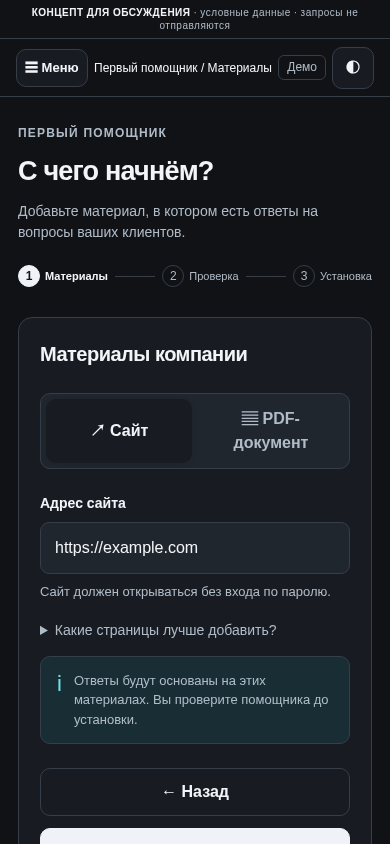 КОНЦЕПТ ДЛЯ ОБСУЖДЕНИЯ · условные данные · запросы не
отправляются
☰ Меню Первый помощник / Материалы Демо ◐
ПЕРВЫЙ ПОМОЩНИК
С чего начнём?
Добавьте материал, в котором есть ответы на
вопросы ваших клиентов.
1 Материалы 2 Проверка 3 Установка
Материалы компании
↗ Сайт
▤ PDF-
документ
Адрес сайта
https://example.com
Сайт должен открываться без входа по паролю.
▶ Какие страницы лучше добавить?
i Ответы будут основаны на этих
материалах. Вы проверите помощника до
установки.
← Назад